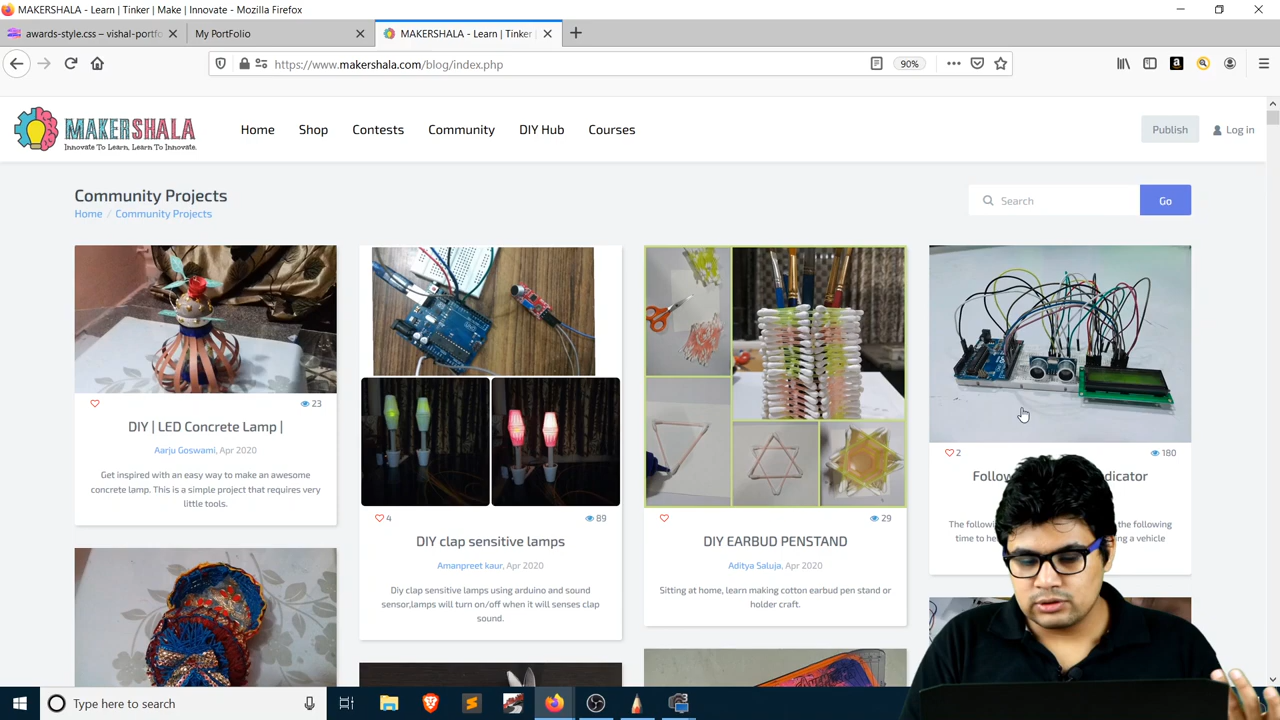 MAKERSHALA - Learn | Tinker | Make | Innovate - Mozilla Firefox
awards-style.css – vishal-portfo
My PortFolio
MAKERSHALA - Learn | Tinker
https://www.makershala.com/blog/index.php
90%
MAKERSHALA
Innovate To Learn, Learn To Innovate.
Home
Shop
Contests
Community
DIY Hub
Courses
Publish
Log in
Community Projects
Home / Community Projects
Search
Go
23
DIY | LED Concrete Lamp |
Aarju Goswami, Apr 2020
Get inspired with an easy way to make an awesome
concrete lamp. This is a simple project that requires very
little tools.
4
89
DIY clap sensitive lamps
Amanpreet kaur, Apr 2020
Diy clap sensitive lamps using arduino and sound
sensor,lamps will turn on/off when it will senses clap
sound.
29
DIY EARBUD PENSTAND
Aditya Saluja, Apr 2020
Sitting at home, learn making cotton earbud pen stand or
holder craft.
2
180
The following
the following
time to he
a vehicle
Type here to search